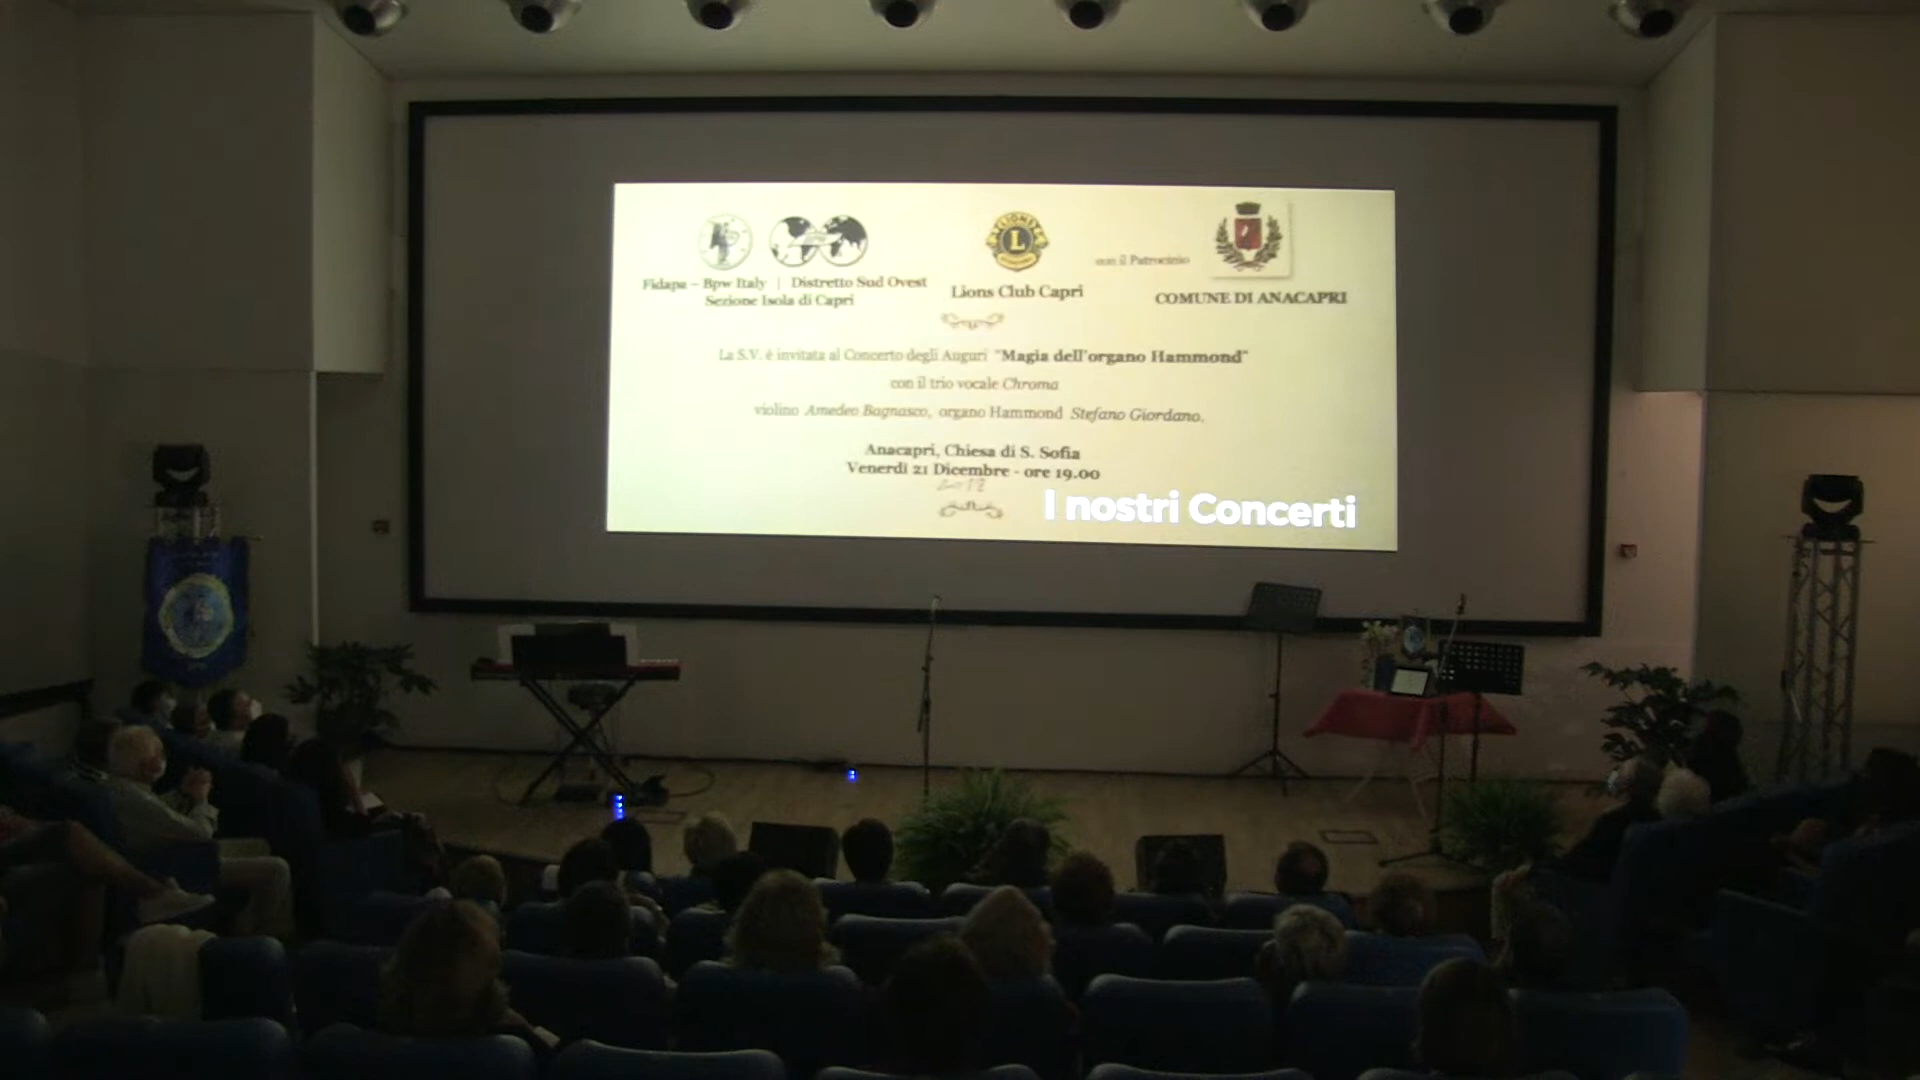 con il Patrocinio
Fidapa – Bpw Italy | Distretto Sud Ovest
Sezione Isola di Capri
Lions Club Capri
COMUNE DI ANACAPRI
La S.V. è invitata al Concerto degli Auguri "Magia dell'organo Hammond"
con il trio vocale Chroma
violino Amedeo Bagnasco, organo Hammond Stefano Giordano.
Anacapri, Chiesa di S. Sofia
Venerdì 21 Dicembre - ore 19.00
I nostri Concerti